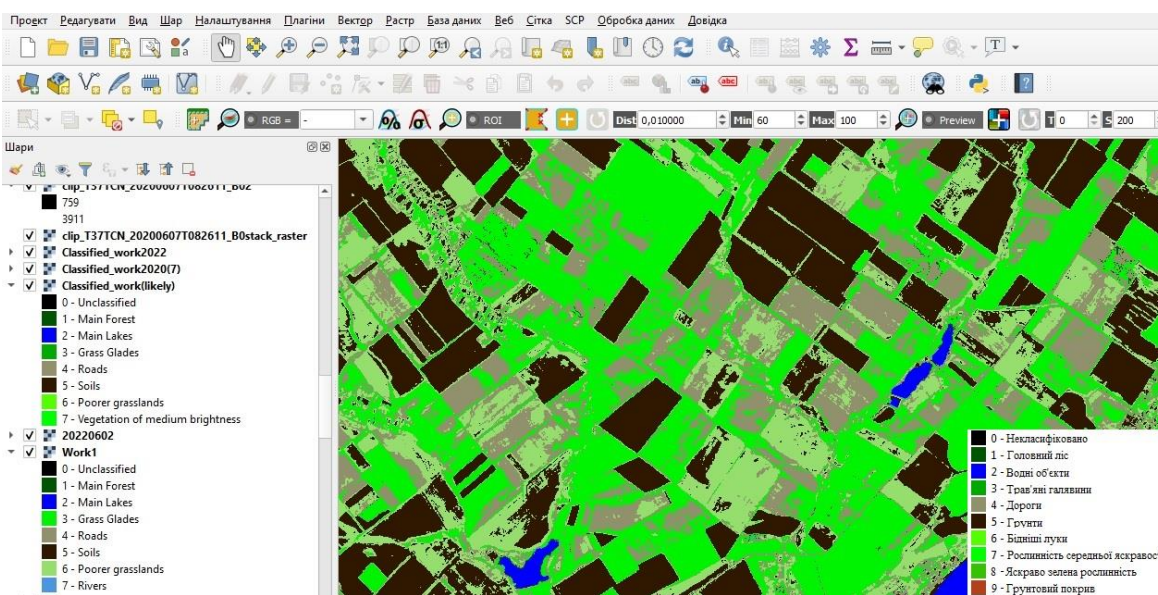 Проект Редагувати Вид Шар Налаштування Плагіни Вектор Растр База даних Веб Сітка SCP Обробка даних Довідка
RGB = - ROI Dist 0,010000 Min 60 Max 100 Preview T 0 S 200
Шари
clip_T37TCN_20200607T082611_B02
759
3911
clip_T37TCN_20200607T082611_B0stack_raster
Classified_work2022
Classified_work2020(7)
Classified_work(likely)
0 - Unclassified
1 - Main Forest
2 - Main Lakes
3 - Grass Glades
4 - Roads
5 - Soils
6 - Poorer grasslands
7 - Vegetation of medium brightness
20220602
Work1
0 - Unclassified
1 - Main Forest
2 - Main Lakes
3 - Grass Glades
4 - Roads
5 - Soils
6 - Poorer grasslands
7 - Rivers
0 - Некласифіковано
1 - Головний ліс
2 - Водні об'єкти
3 - Трав'яні галявини
4 - Дороги
5 - Грунти
6 - Бідніші луки
7 - Рослинність середньої яскравос
8 -Яскраво зелена рослинність
9 - Грунтовий покрив